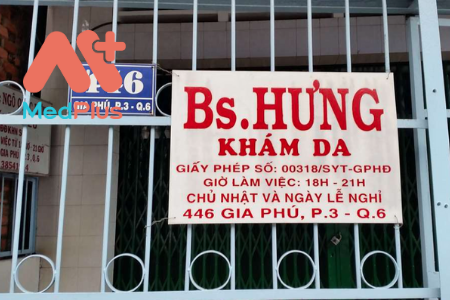 446
GIA PHÚ, P.3 - Q.6
MedPlus
Bs.HƯNG
KHÁM DA
GIẤY PHÉP SỐ: 00318/SYT-GPHĐ
GIỜ LÀM VIỆC: 18H - 21H
CHỦ NHẬT VÀ NGÀY LỄ NGHỈ
446 GIA PHÚ, P.3 - Q.6